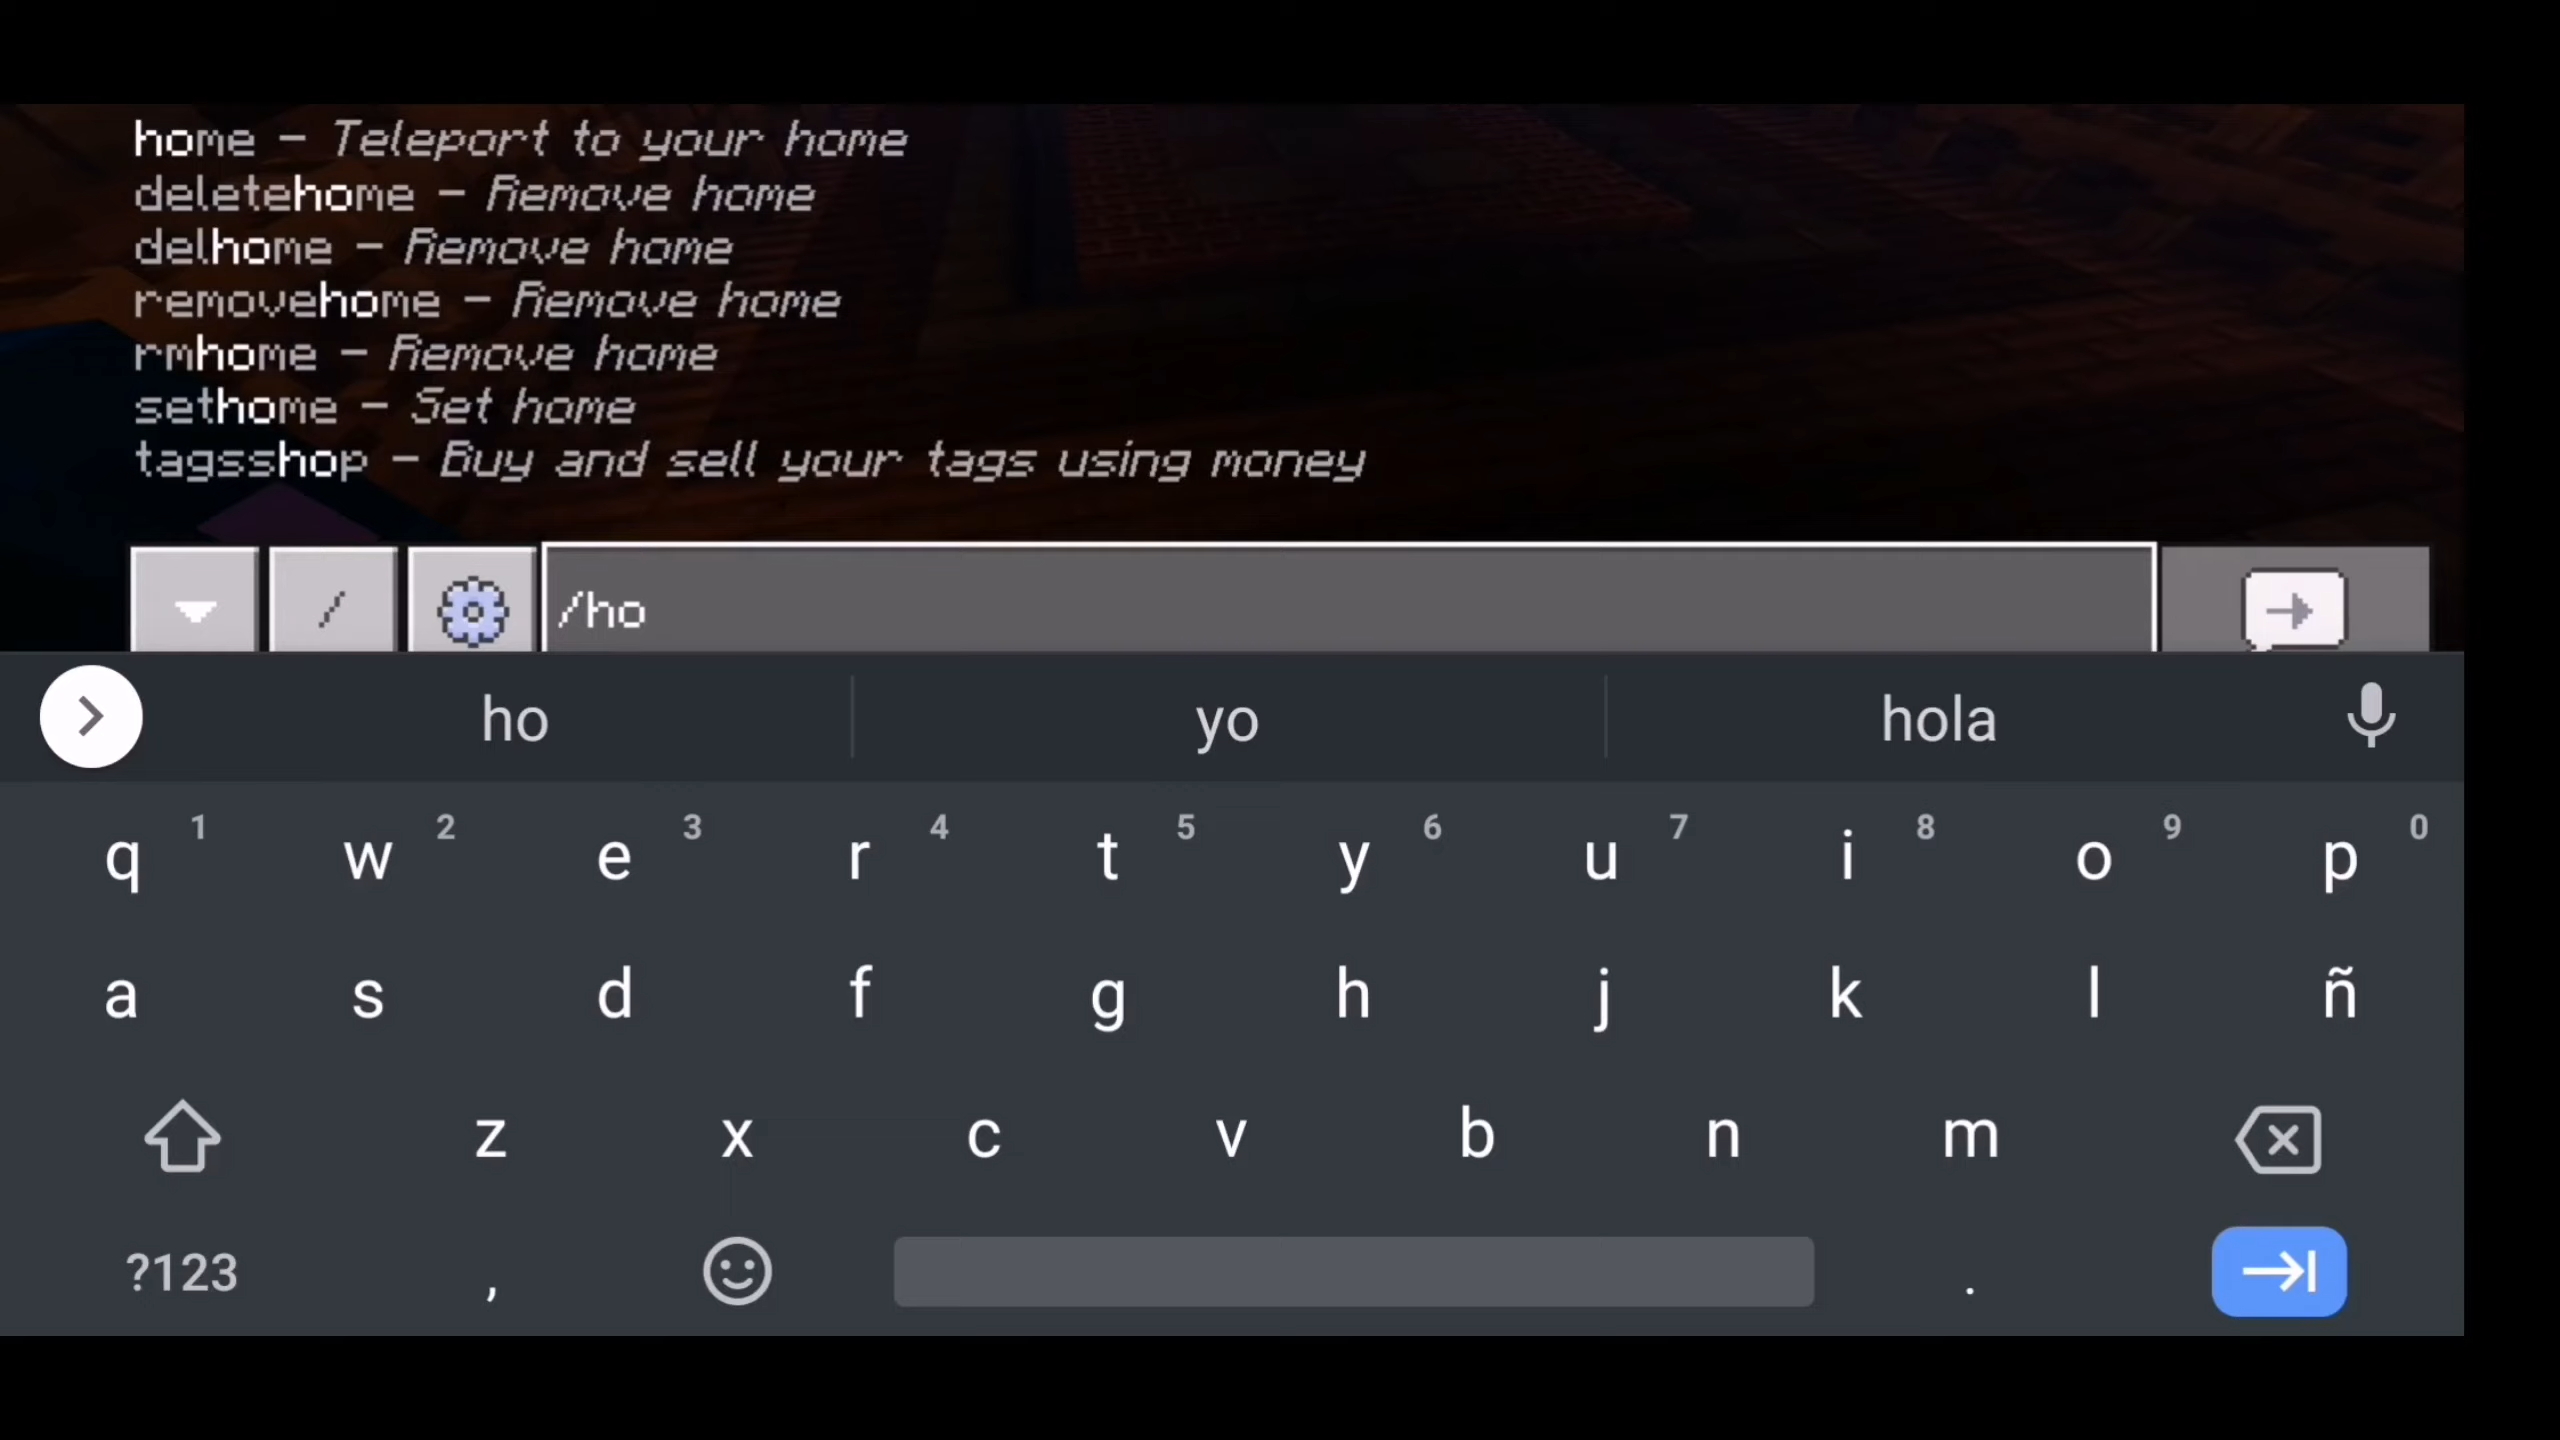 home - Teleport to your home
deletehome - Remove home
delhome - Remove home
removehome - Remove home
rmhome - Remove home
sethome - Set home
tagsshop - Buy and sell your tags using money
/ /ho
ho yo hola
q 1 w 2 e 3 r 4 t 5 y 6 u 7 i 8 o 9 p 0
a s d f g h j k l ñ
z x c v b n m
?123 , .